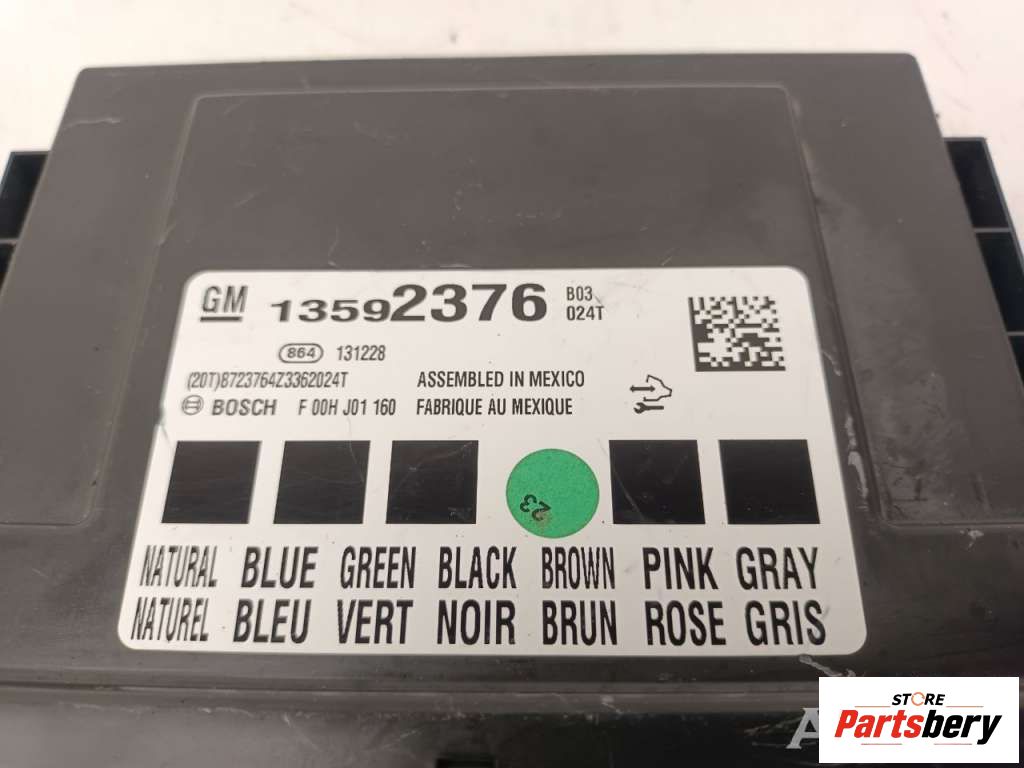 GM 13592376 B03
024T
864 131228
(20T)8723764Z3362024T ASSEMBLED IN MEXICO
BOSCH F 00H J01 160 FABRIQUE AU MEXIQUE
23
NATURAL BLUE GREEN BLACK BROWN PINK GRAY
NATUREL BLEU VERT NOIR BRUN ROSE GRIS
STORE
Partsbery